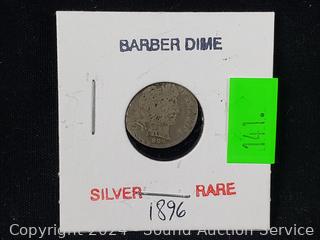 BARBER DIME
141.
SILVER RARE
1896
Copyright 2024 - Sound Auction Service